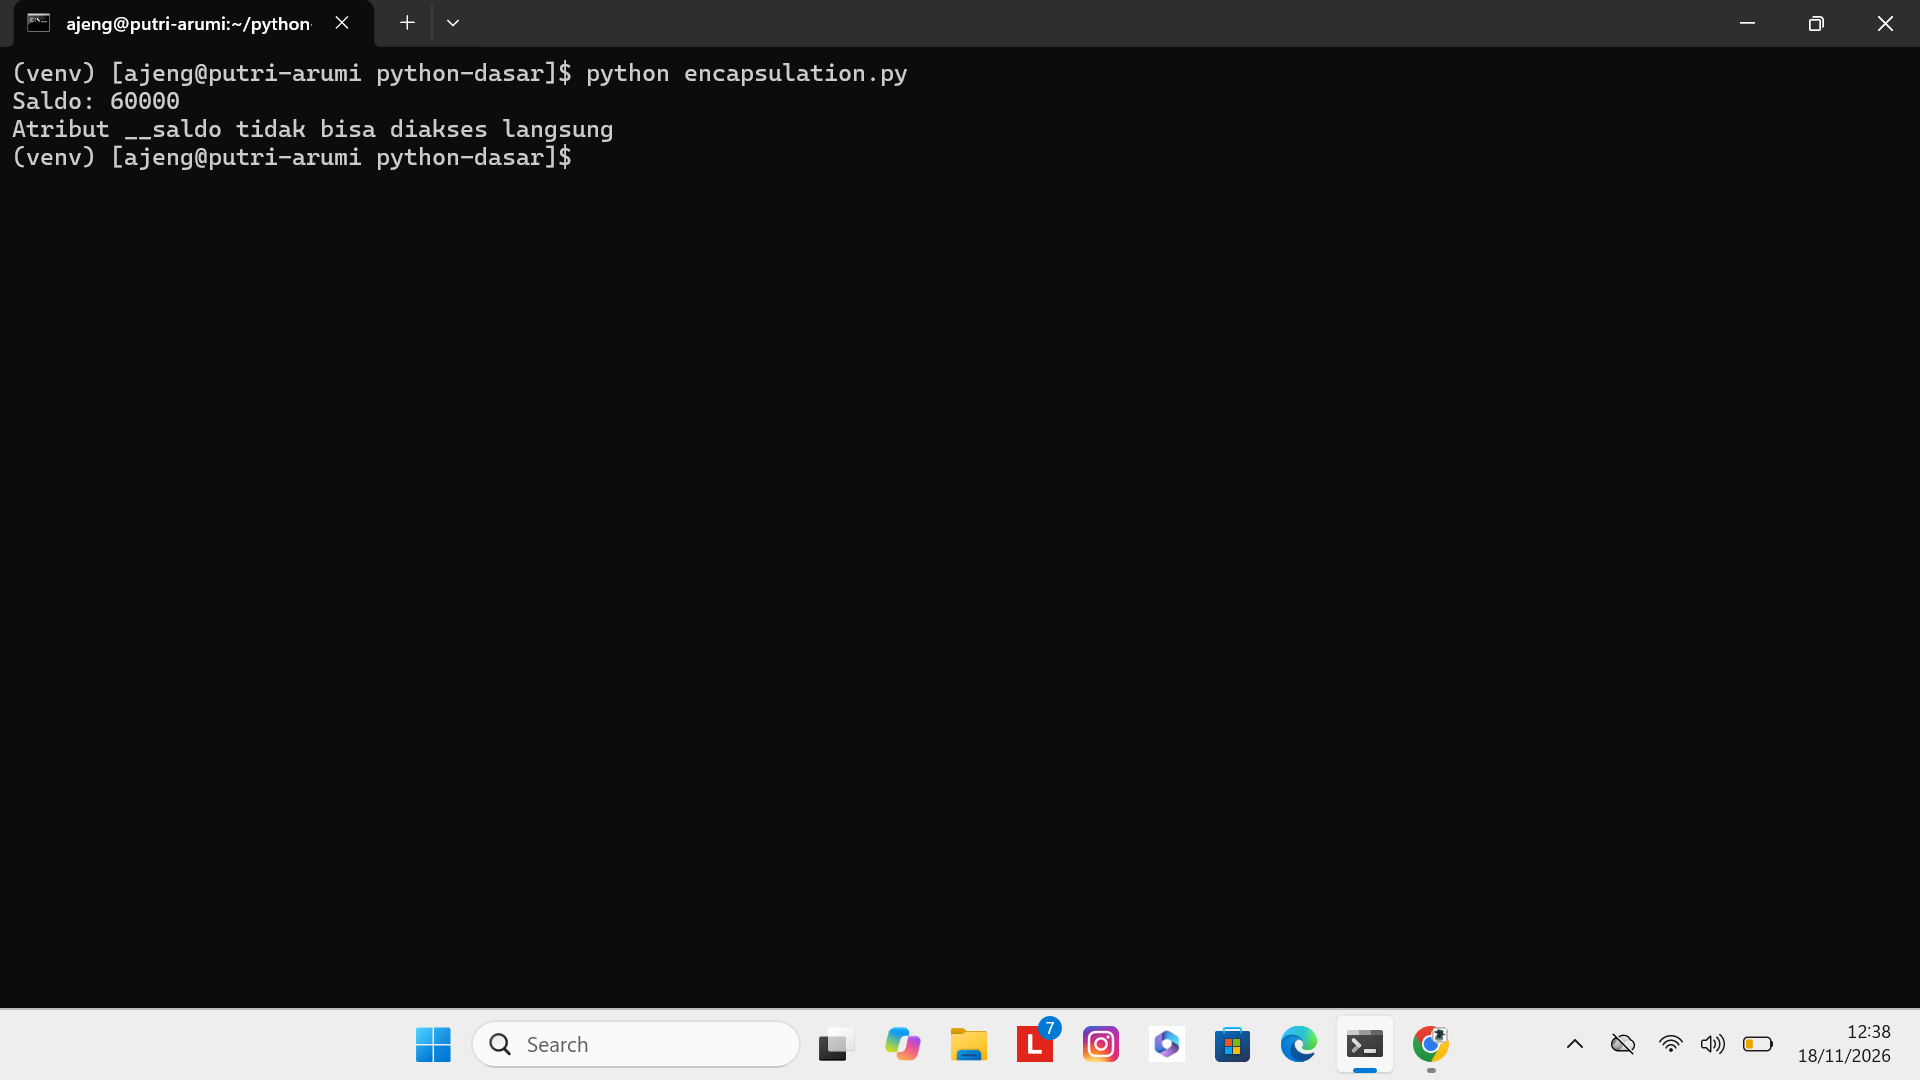 ajeng@putri-arumi:~/python-
(venv) [ajeng@putri-arumi python-dasar]$ python encapsulation.py
Saldo: 60000
Atribut __saldo tidak bisa diakses langsung
(venv) [ajeng@putri-arumi python-dasar]$
Search
L
7
12:38
18/11/2026